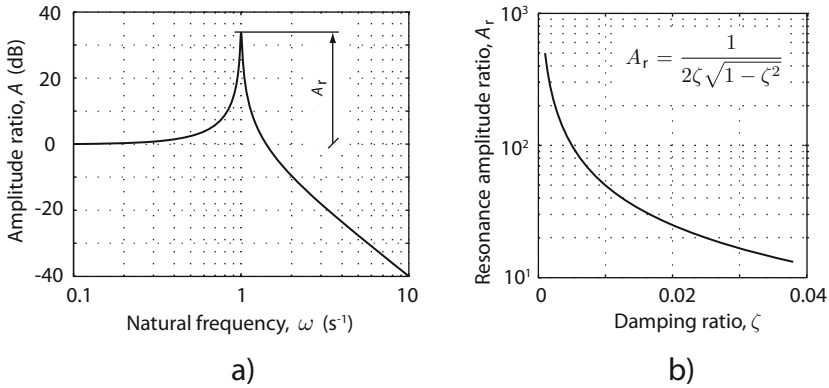 Amplitude ratio, A (dB)
40
20
0
-20
-40
0.1
1
10
Natural frequency, ω (s⁻¹)
A_r
a)
Resonance amplitude ratio, A_r
10³
10²
10¹
0
0.02
0.04
Damping ratio, ζ
A_r = 1 / (2ζ√(1 − ζ²))
b)